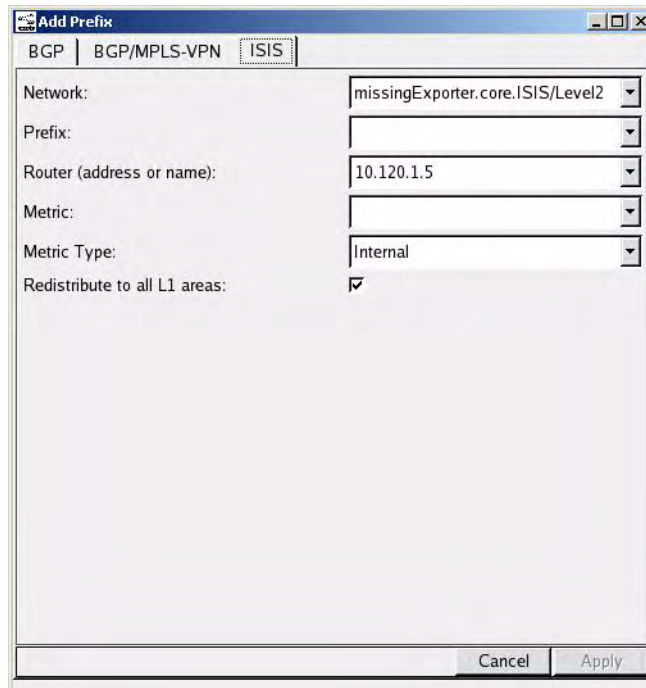 Add Prefix
BGP BGP/MPLS-VPN ISIS
Network: missingExporter.core.ISIS/Level2
Prefix:
Router (address or name): 10.120.1.5
Metric:
Metric Type: Internal
Redistribute to all L1 areas:
Cancel Apply